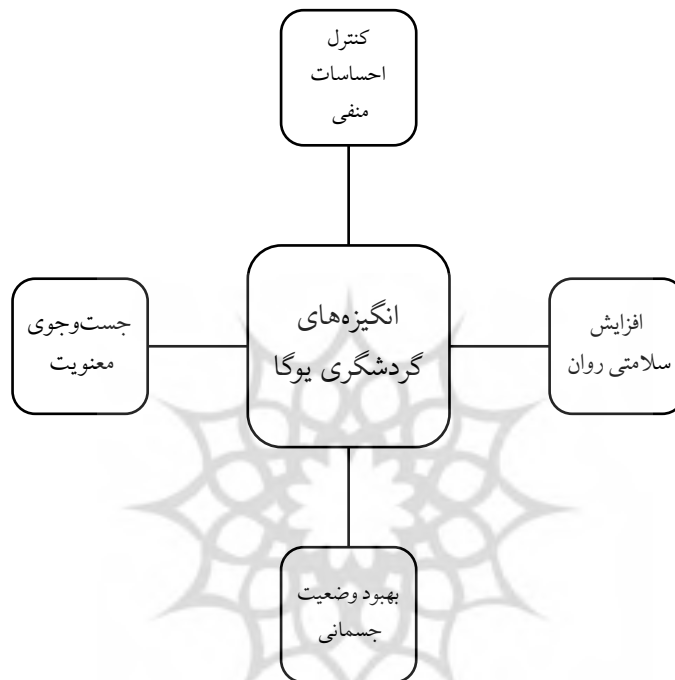 کنترل
احساسات
منفی
افزایش
سلامتی روان
انگیزه‌های
گردشگری یوگا
جست‌وجوی
معنویت
بهبود وضعیت
جسمانی